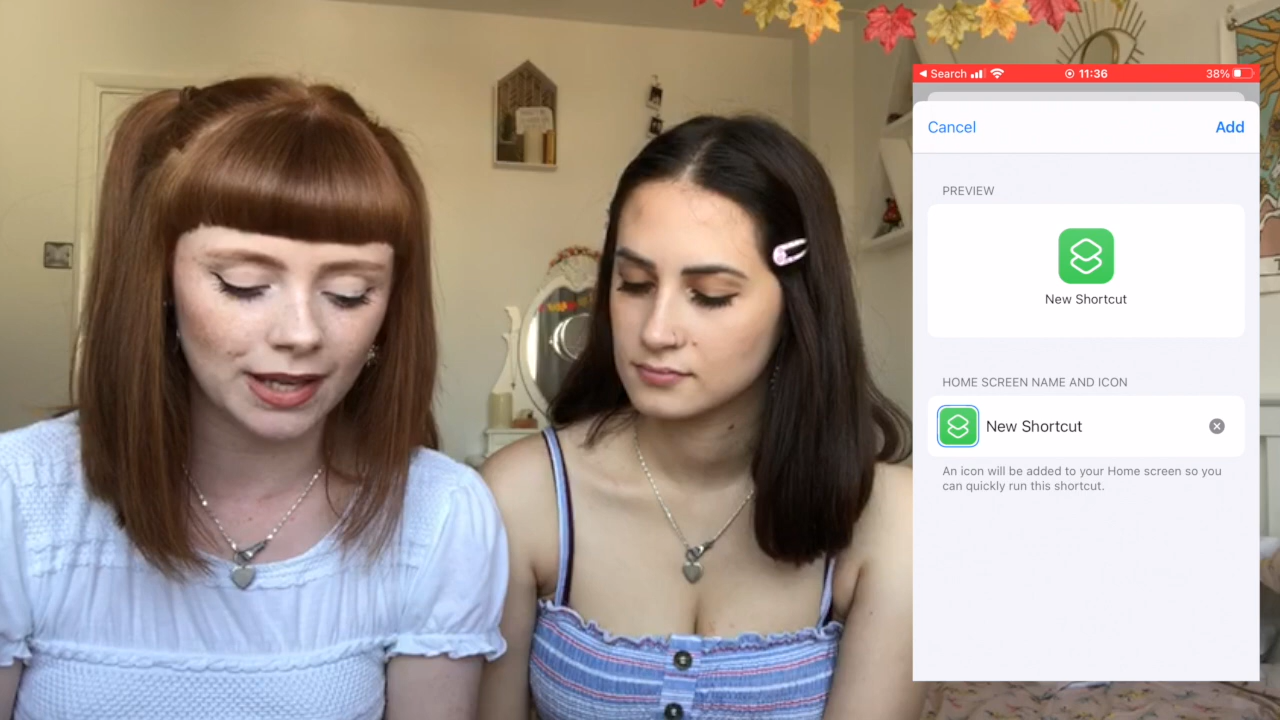 ◀ Search
11:36
38%
Cancel
Add
PREVIEW
New Shortcut
HOME SCREEN NAME AND ICON
New Shortcut
An icon will be added to your Home screen so you
can quickly run this shortcut.